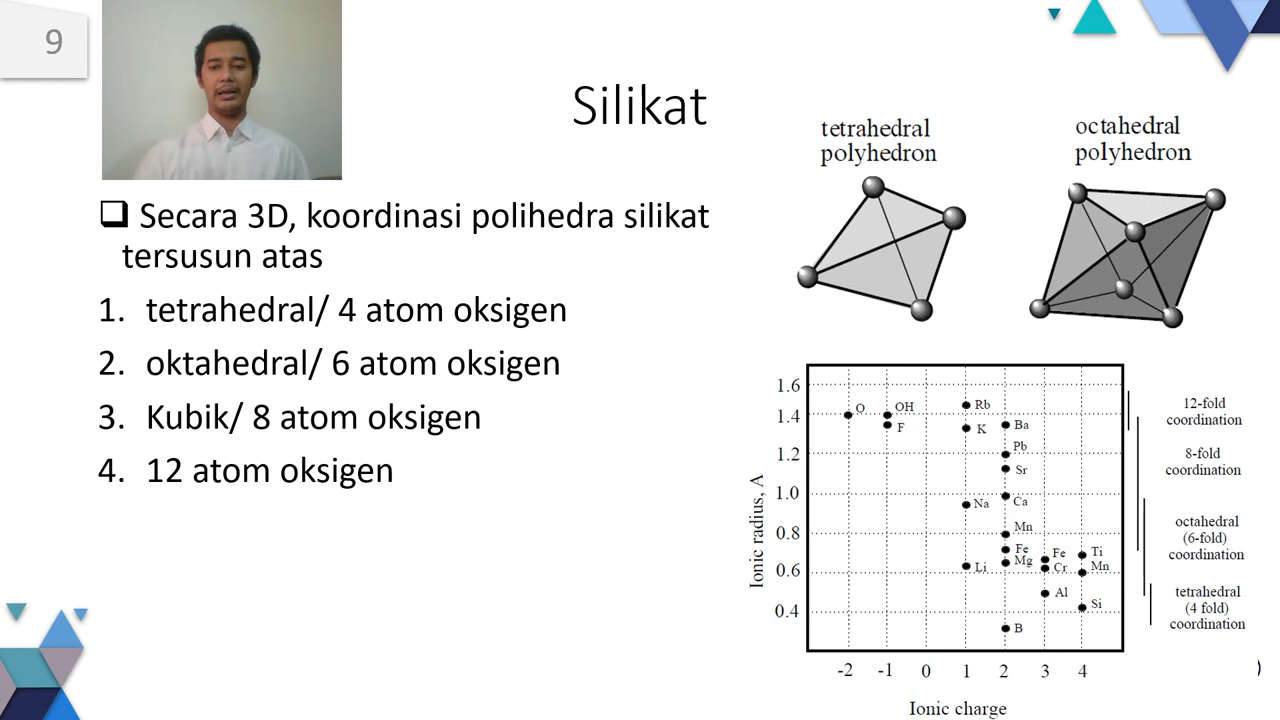 9
Silikat
❑ Secara 3D, koordinasi polihedra silikat
tersusun atas
1. tetrahedral/ 4 atom oksigen
2. oktahedral/ 6 atom oksigen
3. Kubik/ 8 atom oksigen
4. 12 atom oksigen
tetrahedral
polyhedron
octahedral
polyhedron
Ionic radius, A
1.6
1.4
1.2
1.0
0.8
0.6
0.4
O
OH
F
Rb
K
Ba
Pb
Sr
Na
Ca
Mn
Fe
Mg
Li
Fe
Cr
Ti
Mn
Al
Si
B
-2 -1 0 1 2 3 4
Ionic charge
12-fold
coordination
8-fold
coordination
octahedral
(6-fold)
coordination
tetrahedral
(4 fold)
coordination
)